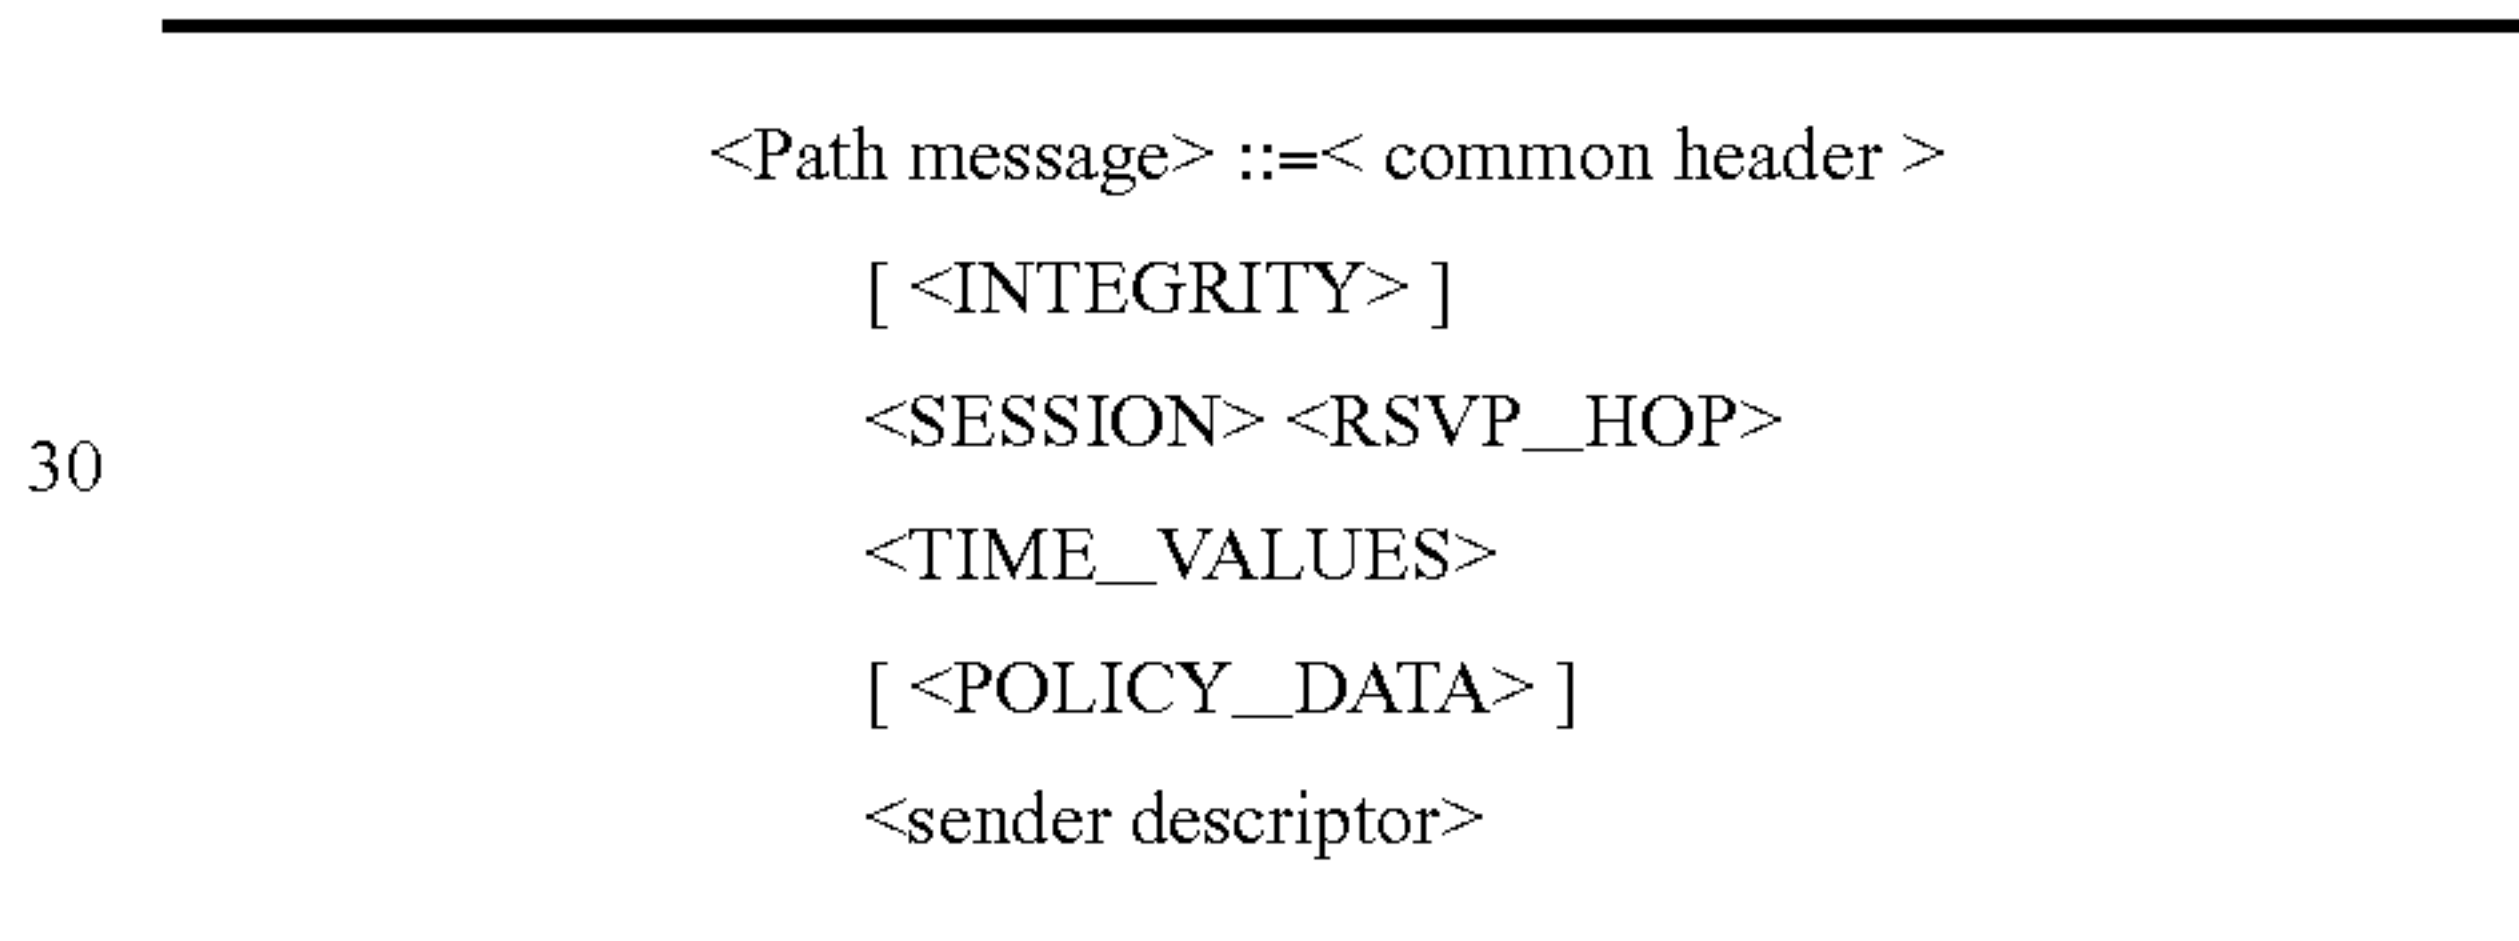 <Path message> ::=< common header >
[ <INTEGRITY> ]
<SESSION> <RSVP_HOP>
30
<TIME_VALUES>
[ <POLICY_DATA> ]
<sender descriptor>